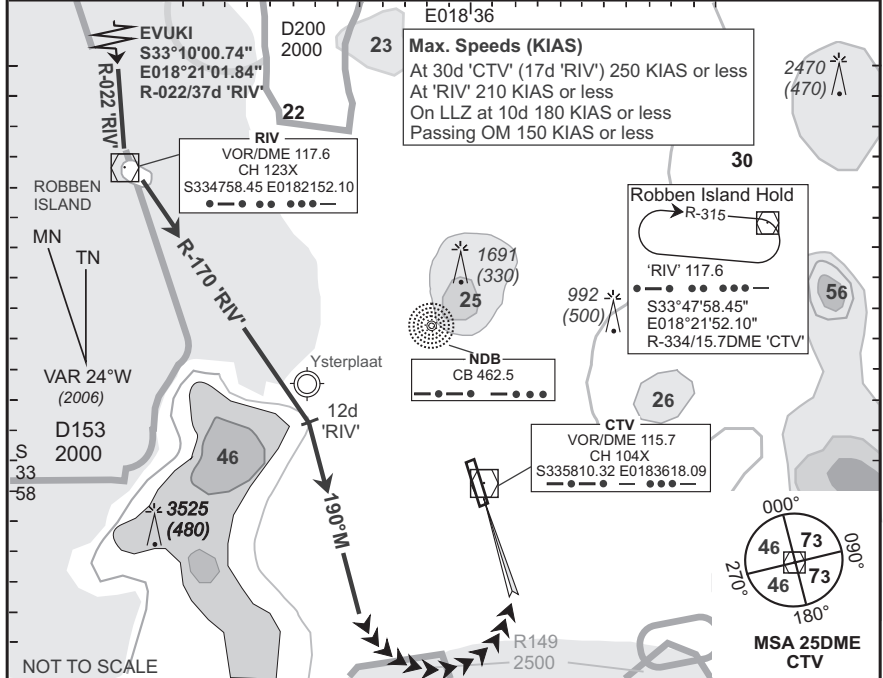 E018°36
EVUKI
S33°10'00.74"
E018°21'01.84"
R-022/37d 'RIV'
R-022 'RIV'
D200
2000
22
23
Max. Speeds (KIAS)
At 30d 'CTV' (17d 'RIV') 250 KIAS or less
At 'RIV' 210 KIAS or less
On LLZ at 10d 180 KIAS or less
Passing OM 150 KIAS or less
2470
(470)
30
RIV
VOR/DME 117.6
CH 123X
S334758.45 E0182152.10
ROBBEN
ISLAND
MN
TN
VAR 24°W
(2006)
D153
2000
S
33
58
R-170 'RIV'
Robben Island Hold
R-315
'RIV' 117.6
S33°47'58.45"
E018°21'52.10"
R-334/15.7DME 'CTV'
1691
(330)
25
992
(500)
56
NDB
CB 462.5
Ysterplaat
12d
'RIV'
26
CTV
VOR/DME 115.7
CH 104X
S335810.32 E0183618.09
46
3525
(480)
190°M
000°
090°
180°
270°
46
73
46
73
MSA 25DME
CTV
R149
2500
NOT TO SCALE